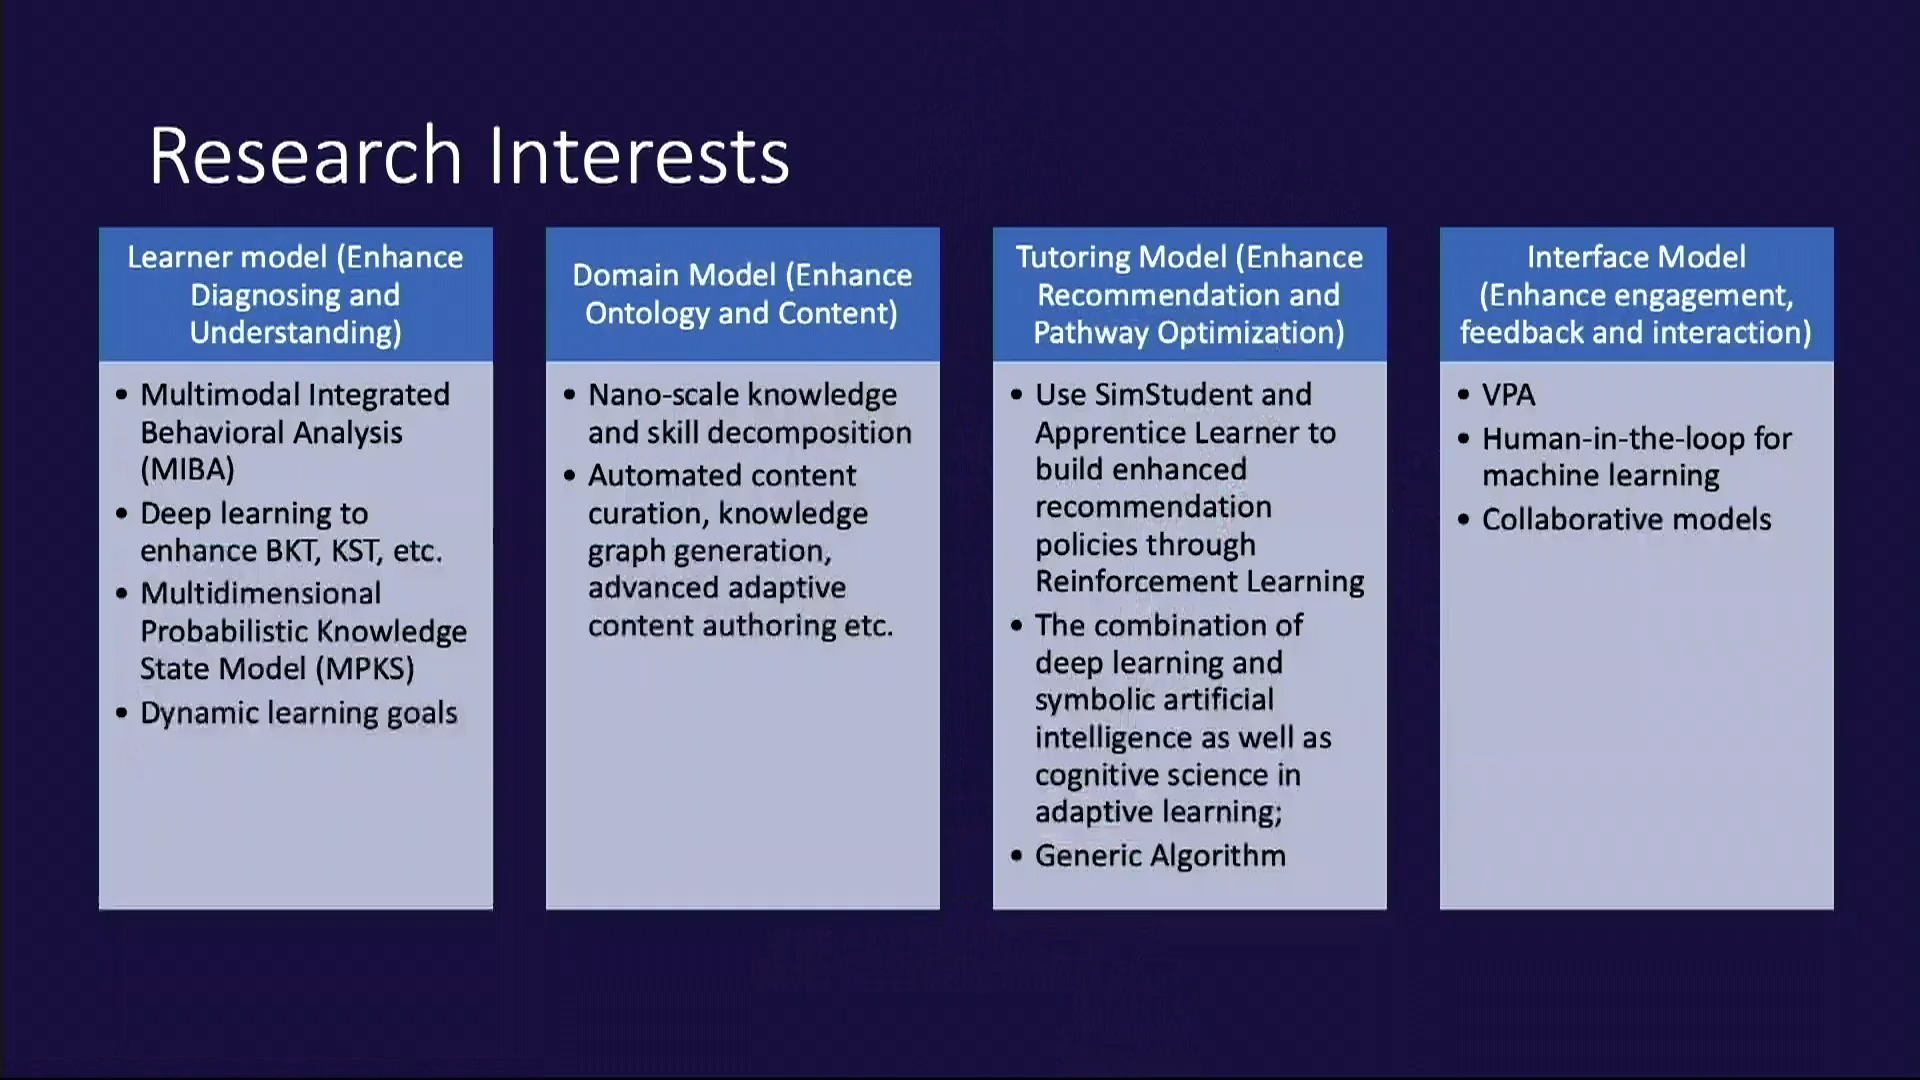 Research Interests
Learner model (Enhance
Diagnosing and
Understanding)
• Multimodal Integrated
Behavioral Analysis
(MIBA)
• Deep learning to
enhance BKT, KST, etc.
• Multidimensional
Probabilistic Knowledge
State Model (MPKS)
• Dynamic learning goals
Domain Model (Enhance
Ontology and Content)
• Nano-scale knowledge
and skill decomposition
• Automated content
curation, knowledge
graph generation,
advanced adaptive
content authoring etc.
Tutoring Model (Enhance
Recommendation and
Pathway Optimization)
• Use SimStudent and
Apprentice Learner to
build enhanced
recommendation
policies through
Reinforcement Learning
• The combination of
deep learning and
symbolic artificial
intelligence as well as
cognitive science in
adaptive learning;
• Generic Algorithm
Interface Model
(Enhance engagement,
feedback and interaction)
• VPA
• Human-in-the-loop for
machine learning
• Collaborative models